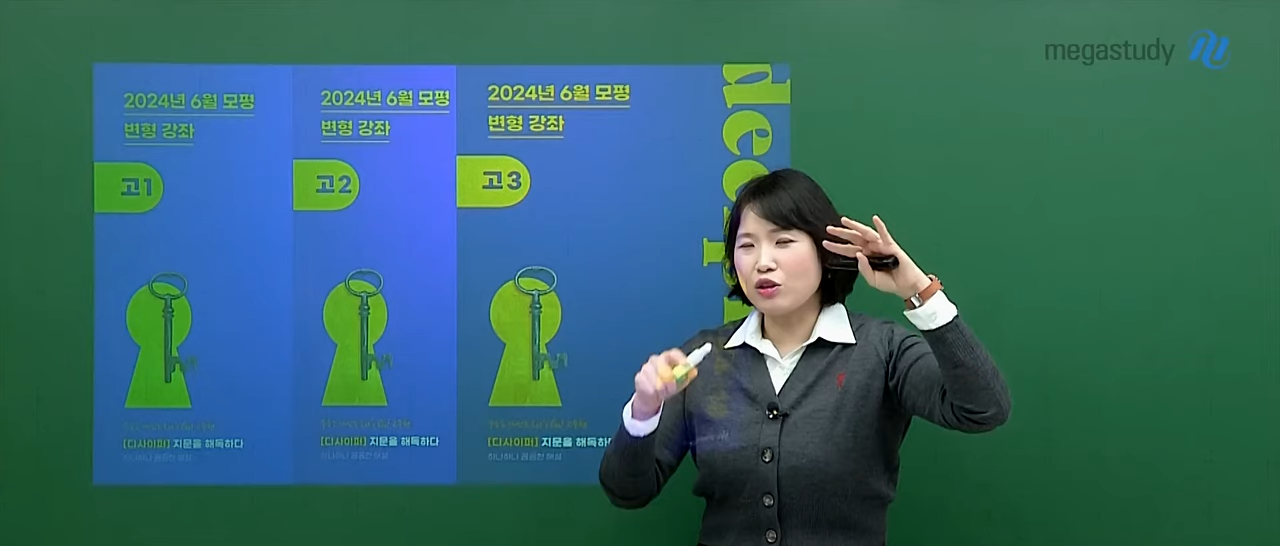 megastudy
2024년 6월 모평
변형 강좌
고1
[디사이퍼] 지문을 해독하다
2024년 6월 모평
변형 강좌
고2
[디사이퍼] 지문을 해독하다
2024년 6월 모평
변형 강좌
고3
[디사이퍼] 지문을 해독하